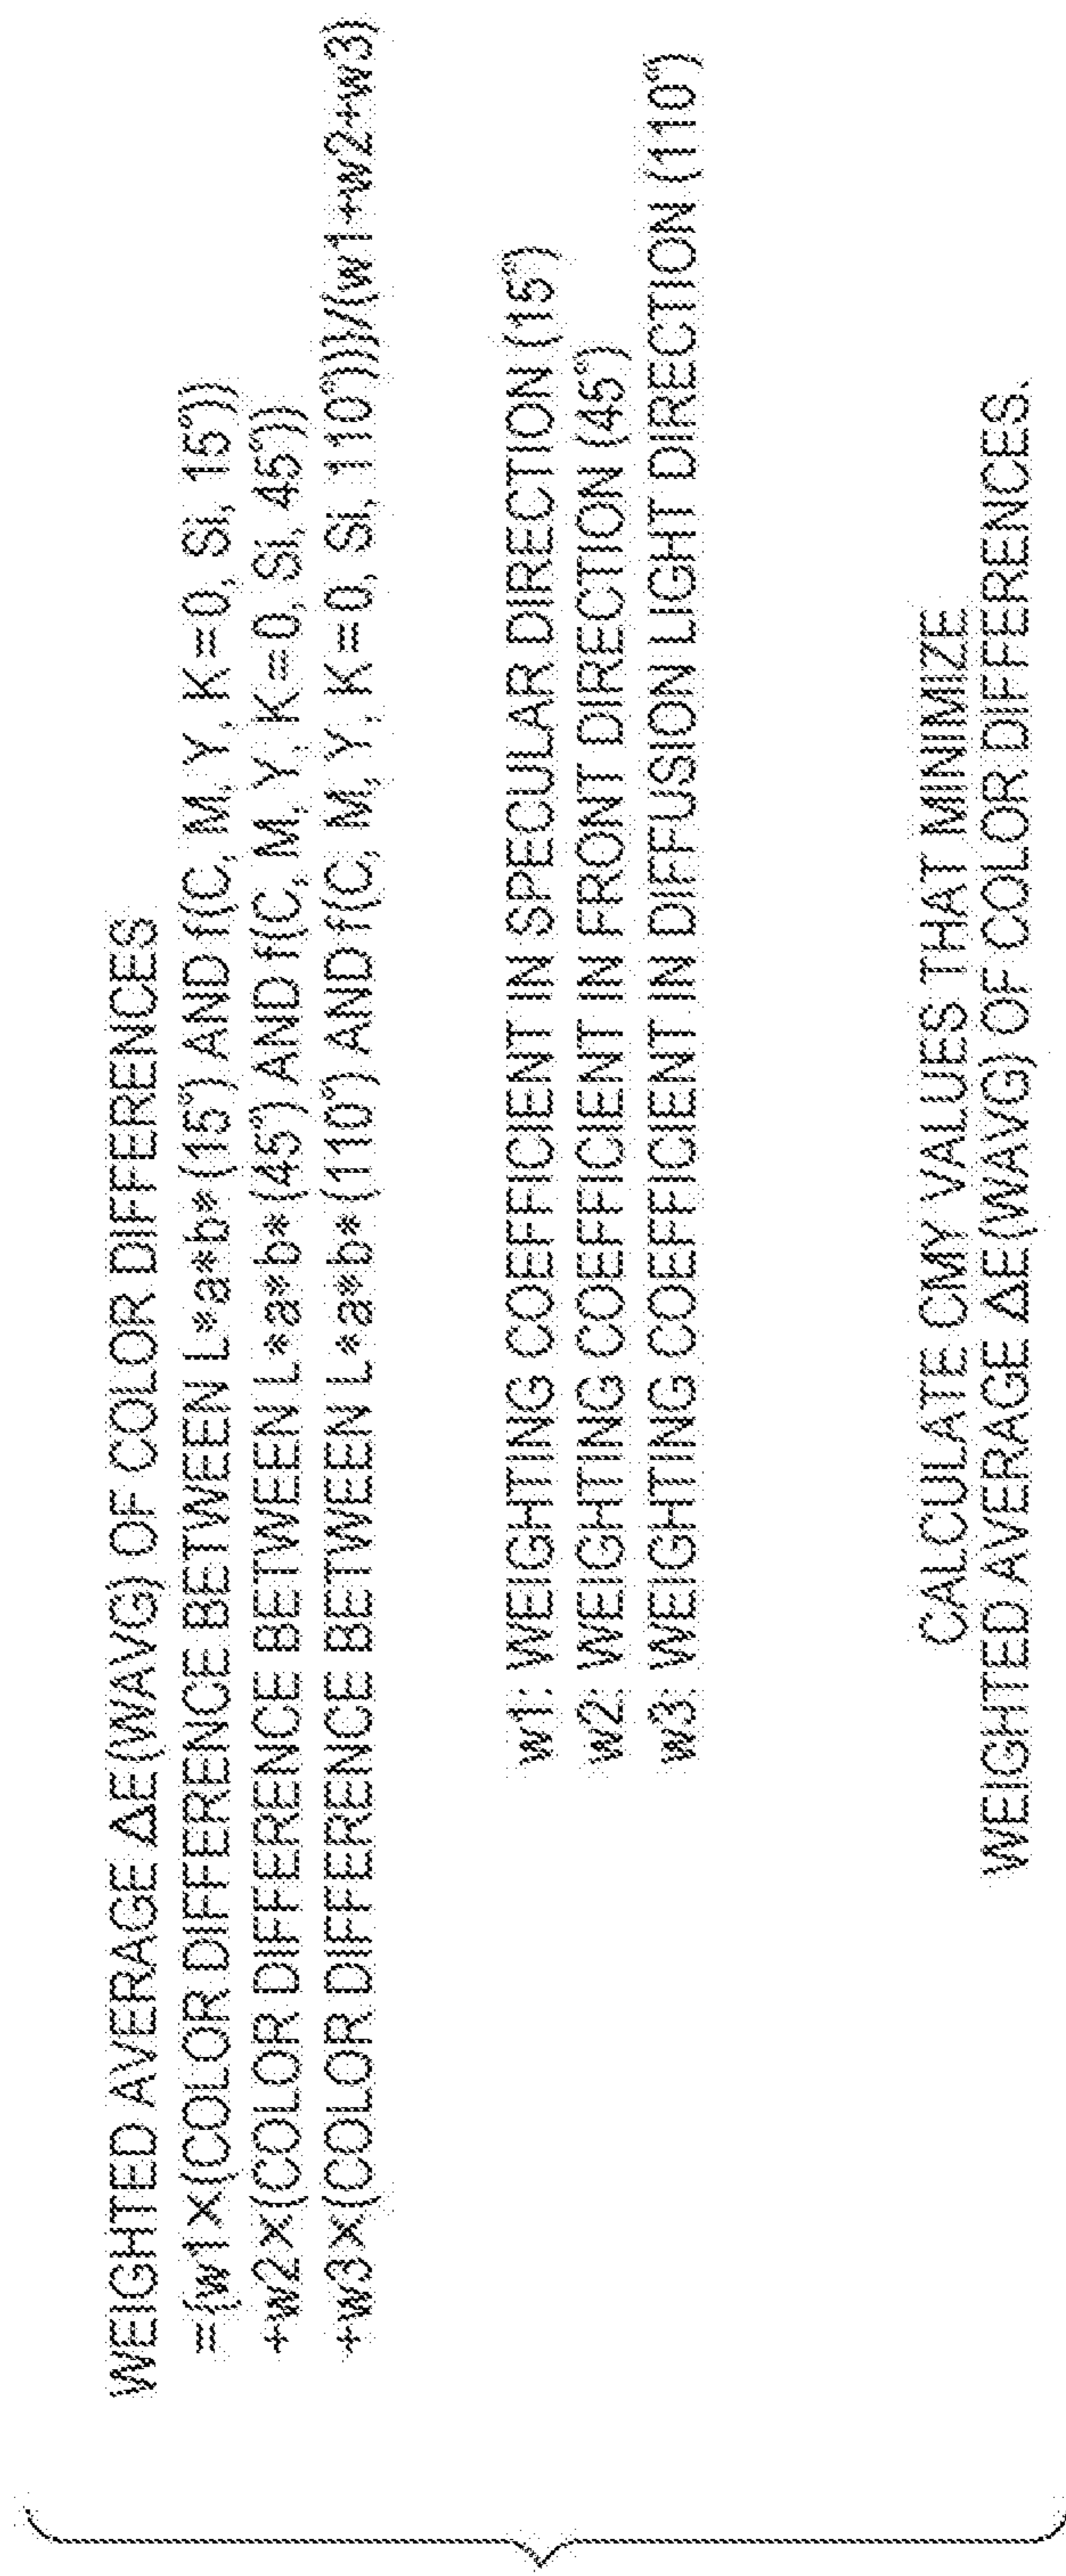 WEIGHTED AVERAGE ΔE(WAVG) OF COLOR DIFFERENCES
={w1×(COLOR DIFFERENCE BETWEEN L*a*b* (15°) AND f(C, M, Y, K=0, Si, 15°))
+w2×(COLOR DIFFERENCE BETWEEN L*a*b* (45°) AND f(C, M, Y, K=0, Si, 45°))
+w3×(COLOR DIFFERENCE BETWEEN L*a*b* (110°) AND f(C, M, Y, K=0, Si, 110°))}/(w1+w2+w3)
w1: WEIGHTING COEFFICIENT IN SPECULAR DIRECTION (15°)
w2: WEIGHTING COEFFICIENT IN FRONT DIRECTION (45°)
w3: WEIGHTING COEFFICIENT IN DIFFUSION LIGHT DIRECTION (110°)
CALCULATE CMY VALUES THAT MINIMIZE
WEIGHTED AVERAGE ΔE(WAVG) OF COLOR DIFFERENCES.